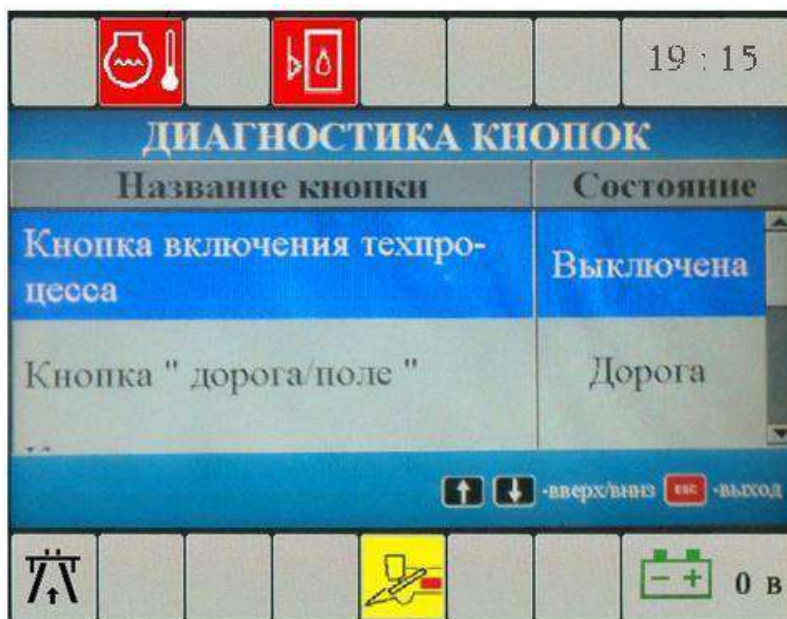 19 : 15
ДИАГНОСТИКА КНОПОК
Название кнопки Состояние
Кнопка включения техпро-
цесса
Выключена
Кнопка " дорога/поле " Дорога
-вверх/вниз ESC -выход
0 в